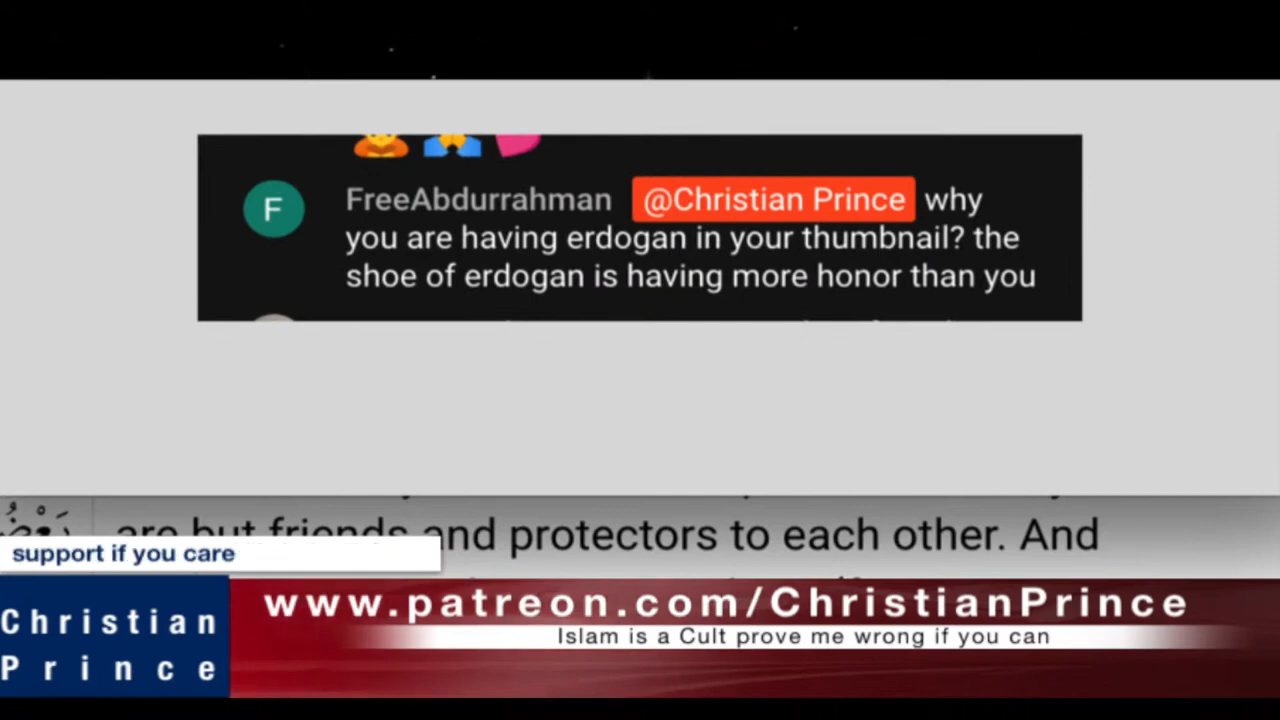 F
FreeAbdurrahman @Christian Prince why
you are having erdogan in your thumbnail? the
shoe of erdogan is having more honor than you
are but friends and protectors to each other. And
support if you care
Christian
Prince
www.patreon.com/ChristianPrince
Islam is a Cult prove me wrong if you can